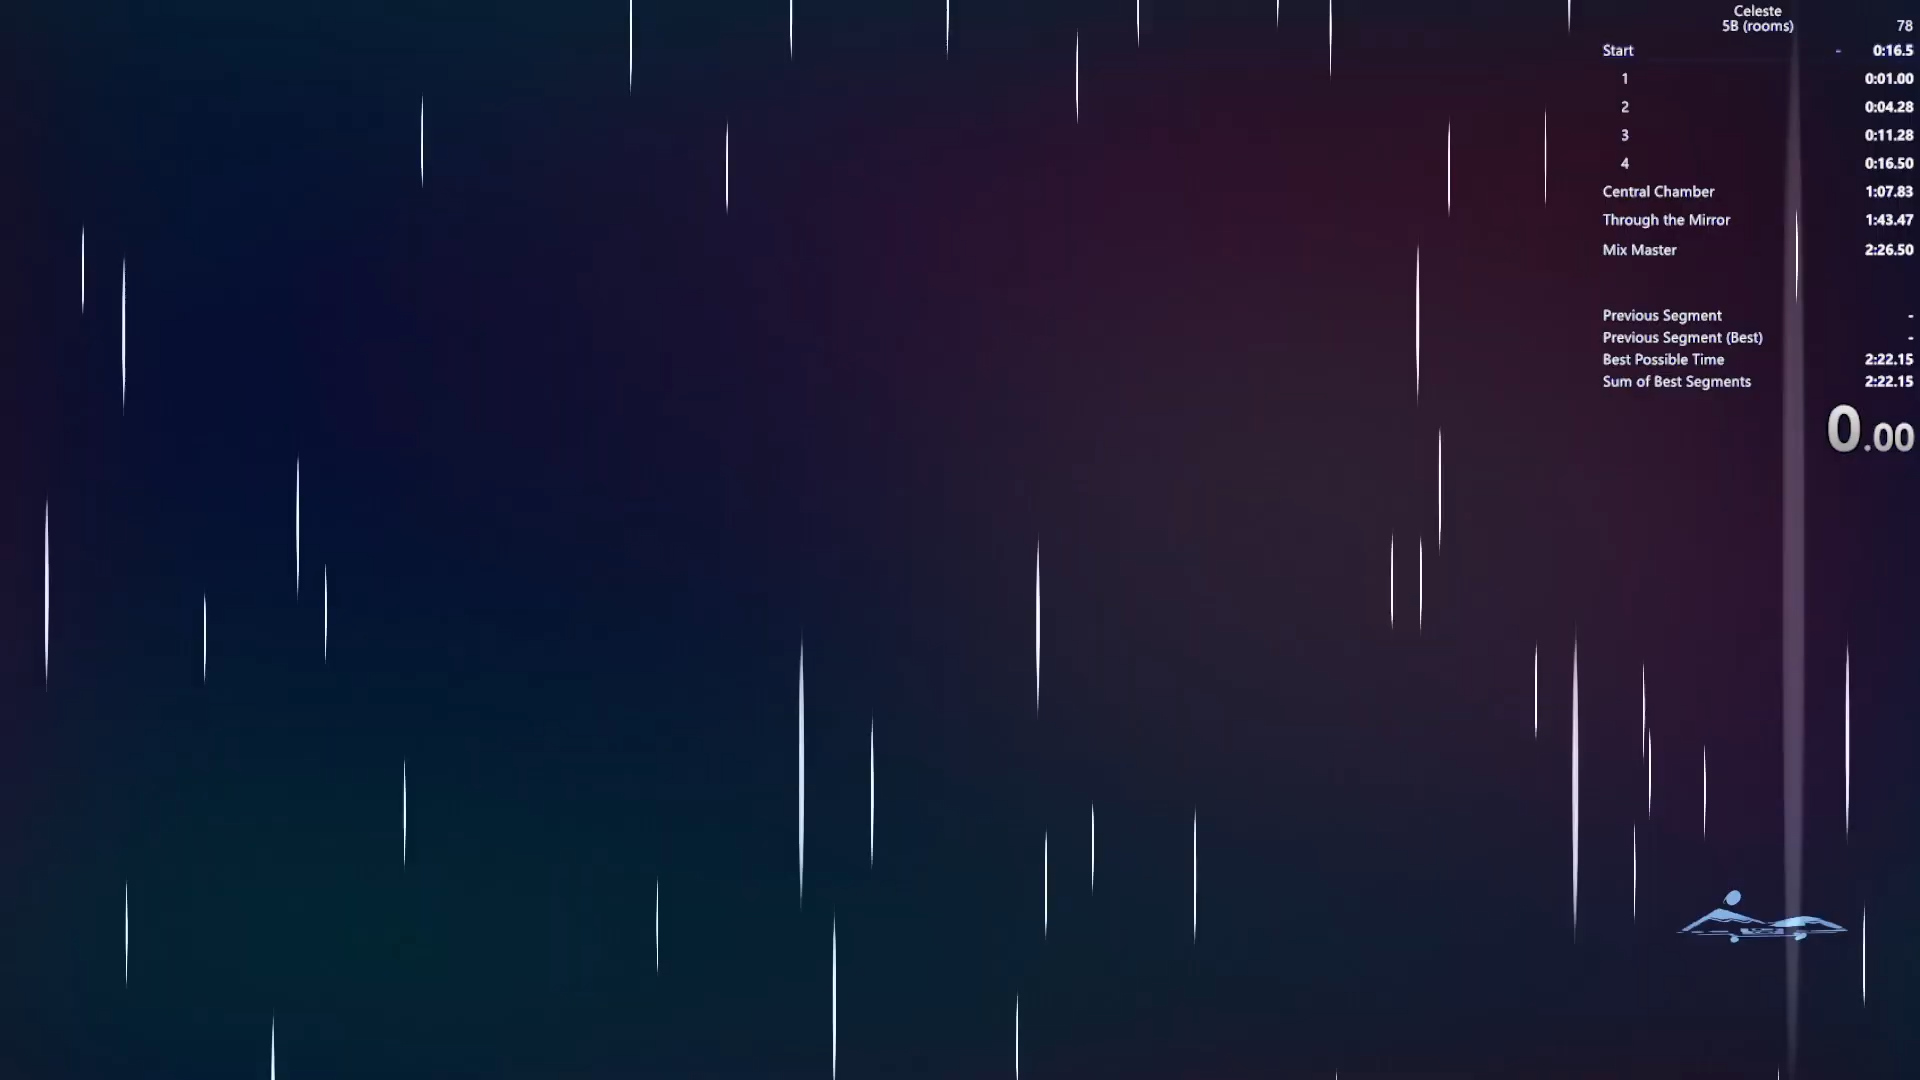 Celeste
5B (rooms) 78
Start - 0:16.5
1 0:01.00
2 0:04.28
3 0:11.28
4 0:16.50
Central Chamber 1:07.83
Through the Mirror 1:43.47
Mix Master 2:26.50
Previous Segment -
Previous Segment (Best) -
Best Possible Time 2:22.15
Sum of Best Segments 2:22.15
0.00